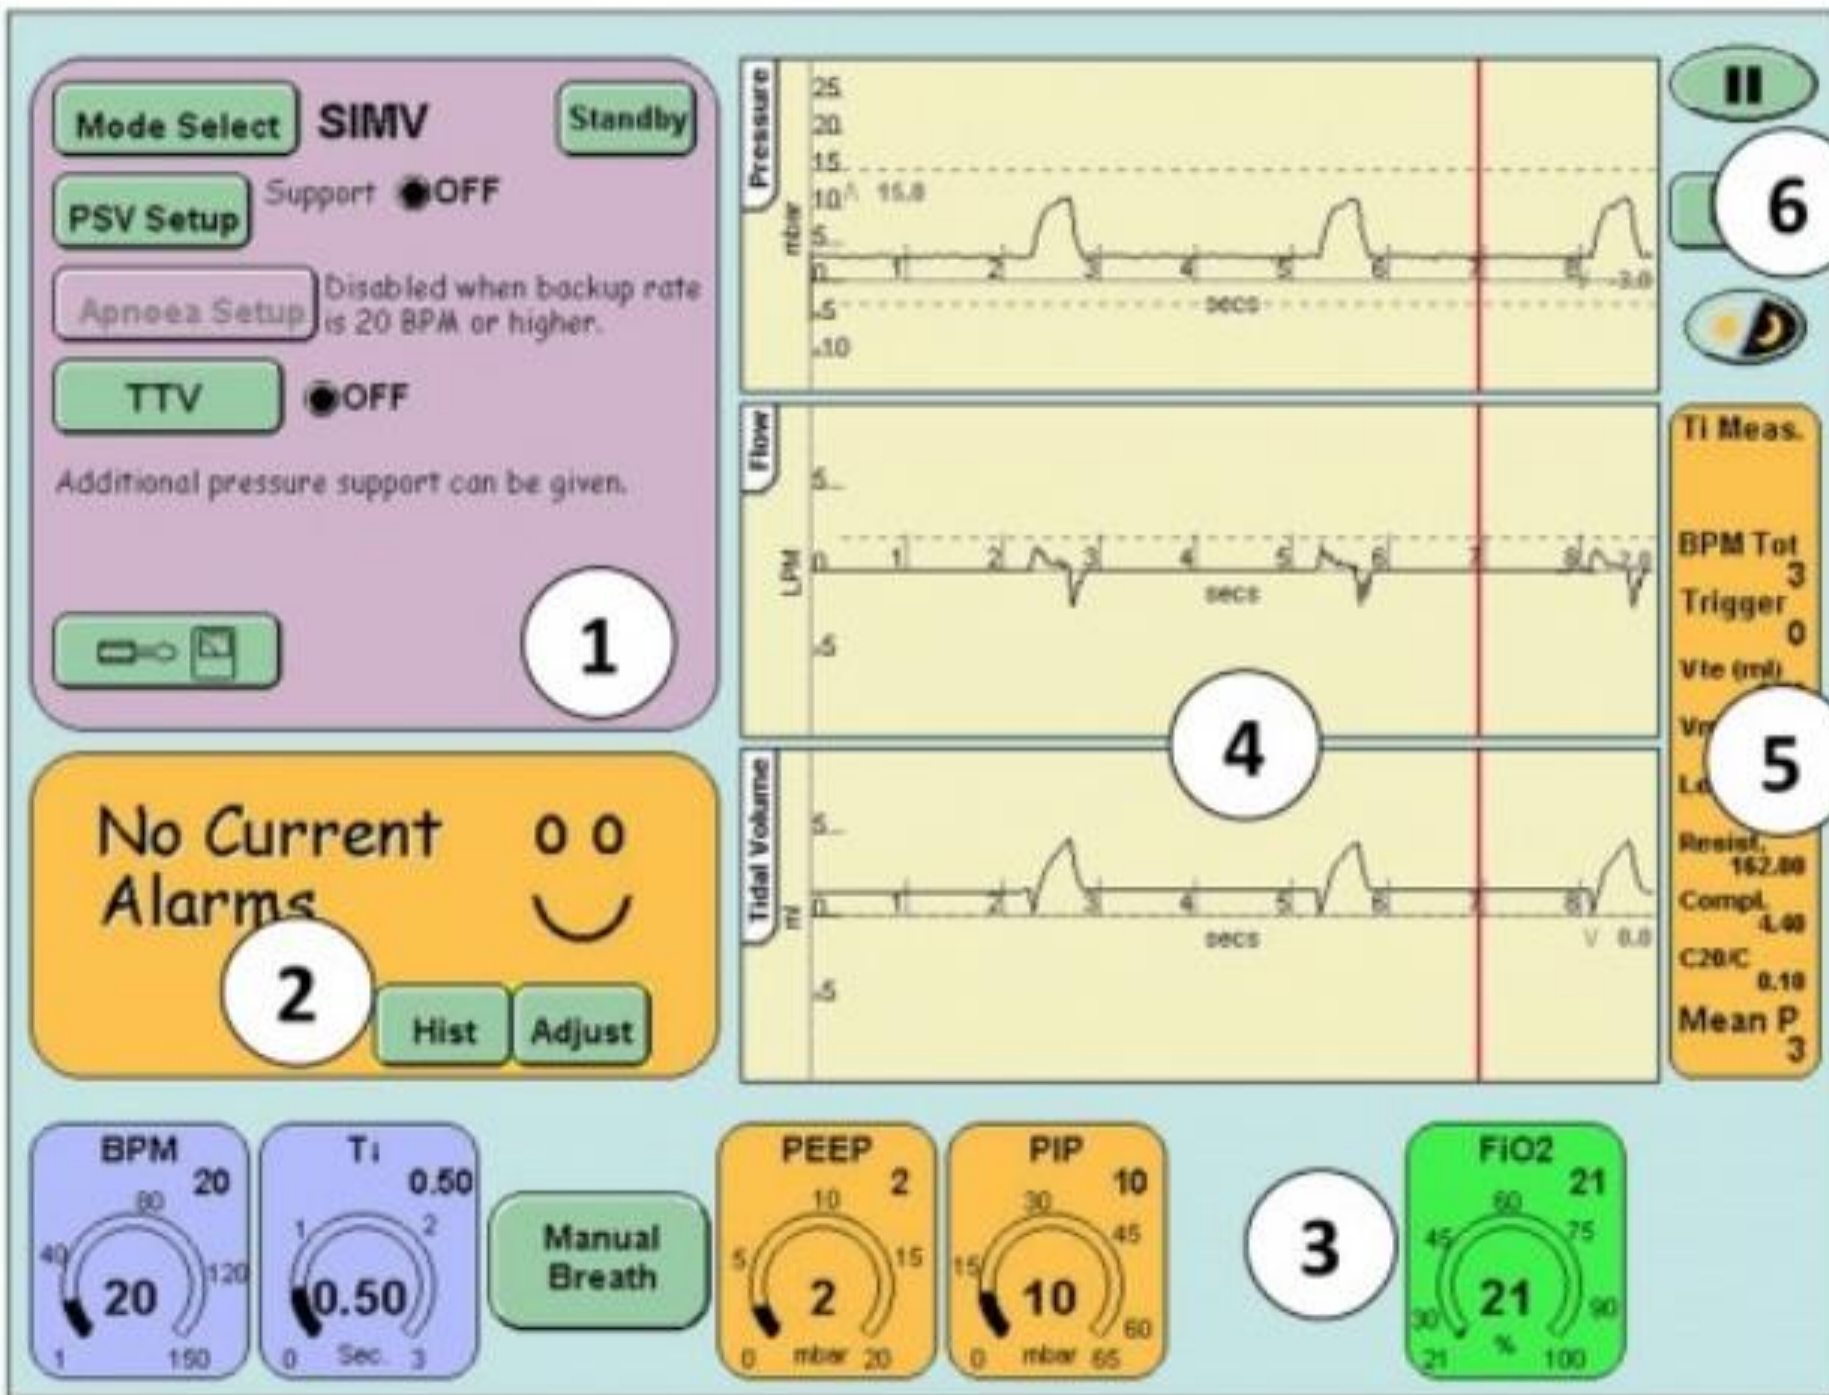 Mode Select
SIMV
Standby
PSV Setup
Support
OFF
Apnoea Setup
Disabled when backup rate
is 20 BPM or higher.
TTV
OFF
Additional pressure support can be given.
1
No Current
Alarms
2
Hist
Adjust
Pressure
mbar
25
20
15
10
5
0
-5
-10
15.0
1
2
3
4
5
6
7
8
-3.0
secs
Flow
LPM
5
0
-5
1
2
3
4
5
6
7
8
secs
4
Tidal Volume
ml
5
0
-5
1
2
3
4
5
6
7
8
V 0.0
secs
6
Ti Meas.
BPM Tot
3
Trigger
0
Vte (ml)
5
Resist.
162.00
Compl.
4.40
C20/C
0.10
Mean P
3
BPM
20
1
40
80
120
150
20
Ti
0.50
0
1
2
3
0.50
Sec.
Manual
Breath
PEEP
2
0
5
10
15
20
2
mbar
PIP
10
0
15
30
45
60
65
10
mbar
3
FiO2
21
21
30
45
60
75
90
100
21
%